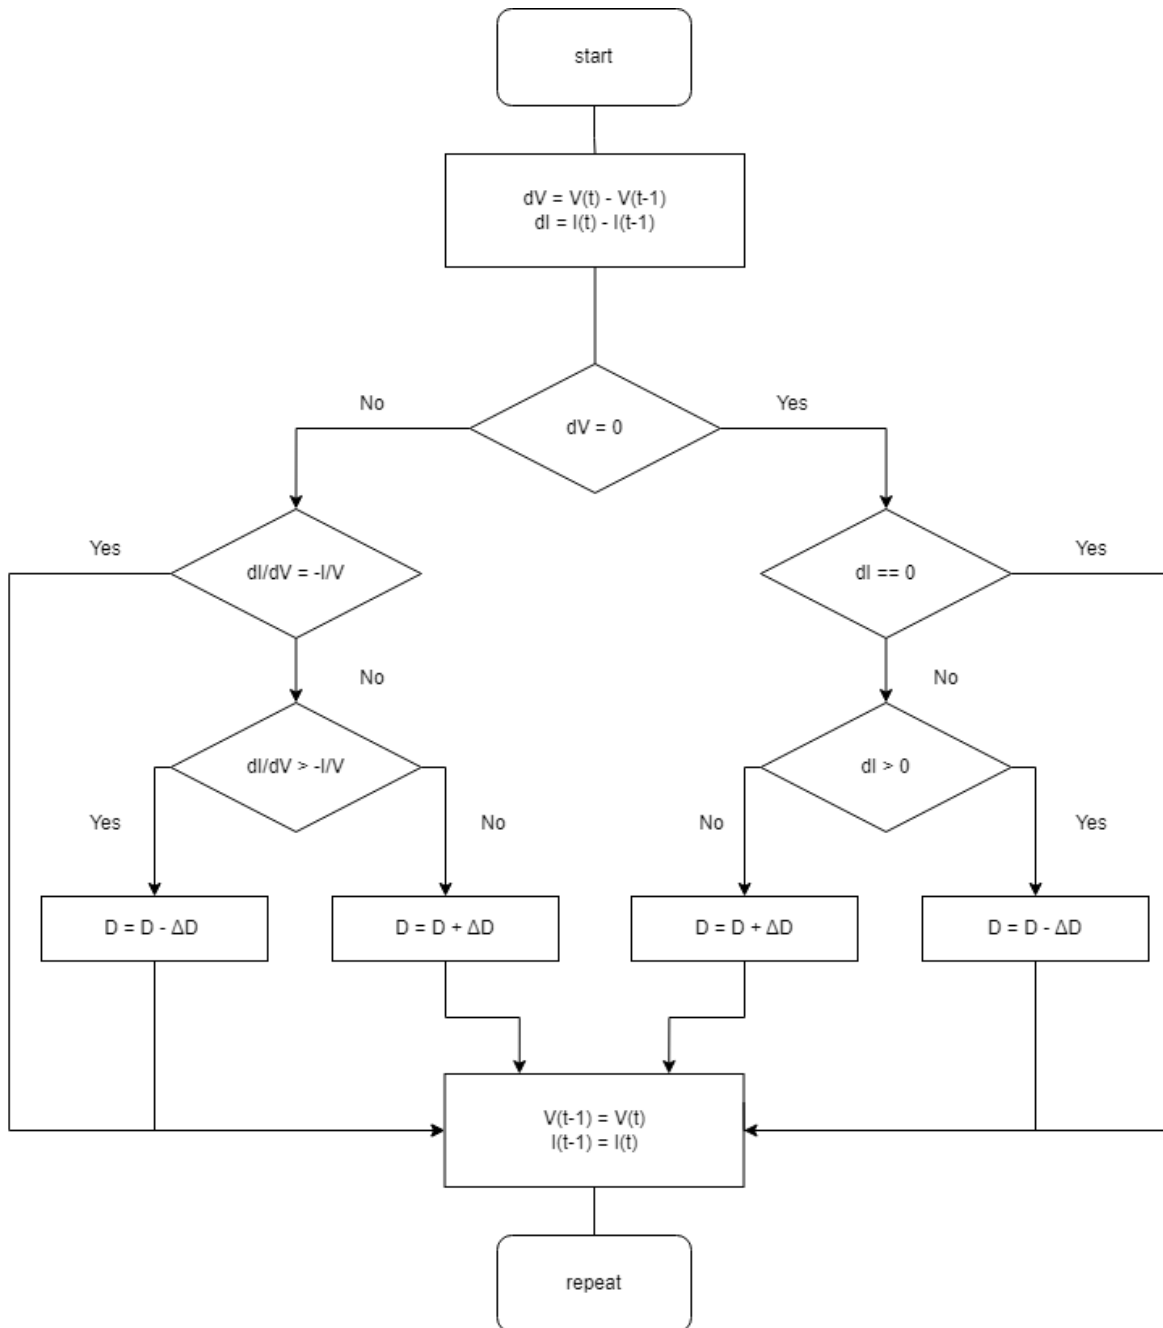 start
dV = V(t) - V(t-1)
dI = I(t) - I(t-1)
No
Yes
dV = 0
Yes
dI/dV = -I/V
dI == 0
Yes
No
No
dI/dV > -I/V
dI > 0
Yes
No
No
Yes
D = D - ΔD
D = D + ΔD
D = D + ΔD
D = D - ΔD
V(t-1) = V(t)
I(t-1) = I(t)
repeat